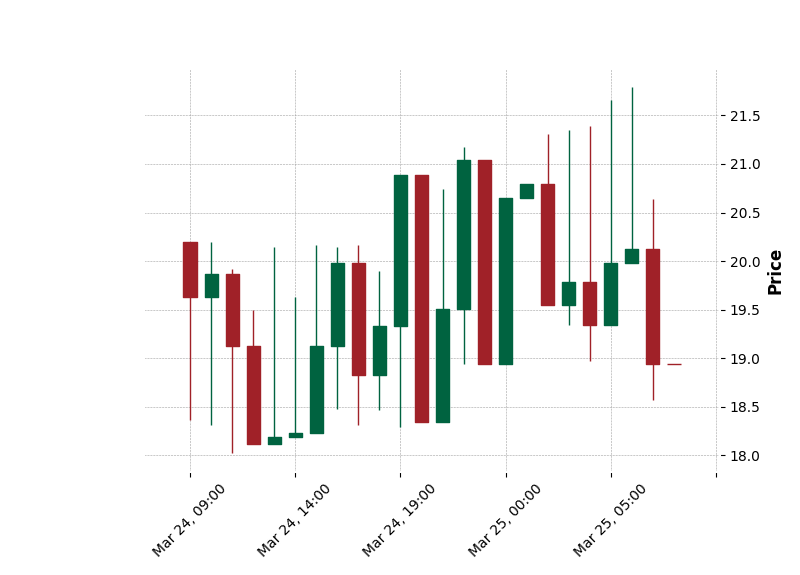 21.5
21.0
20.5
20.0
19.5
19.0
18.5
18.0
Price
Mar 24, 09:00
Mar 24, 14:00
Mar 24, 19:00
Mar 25, 00:00
Mar 25, 05:00